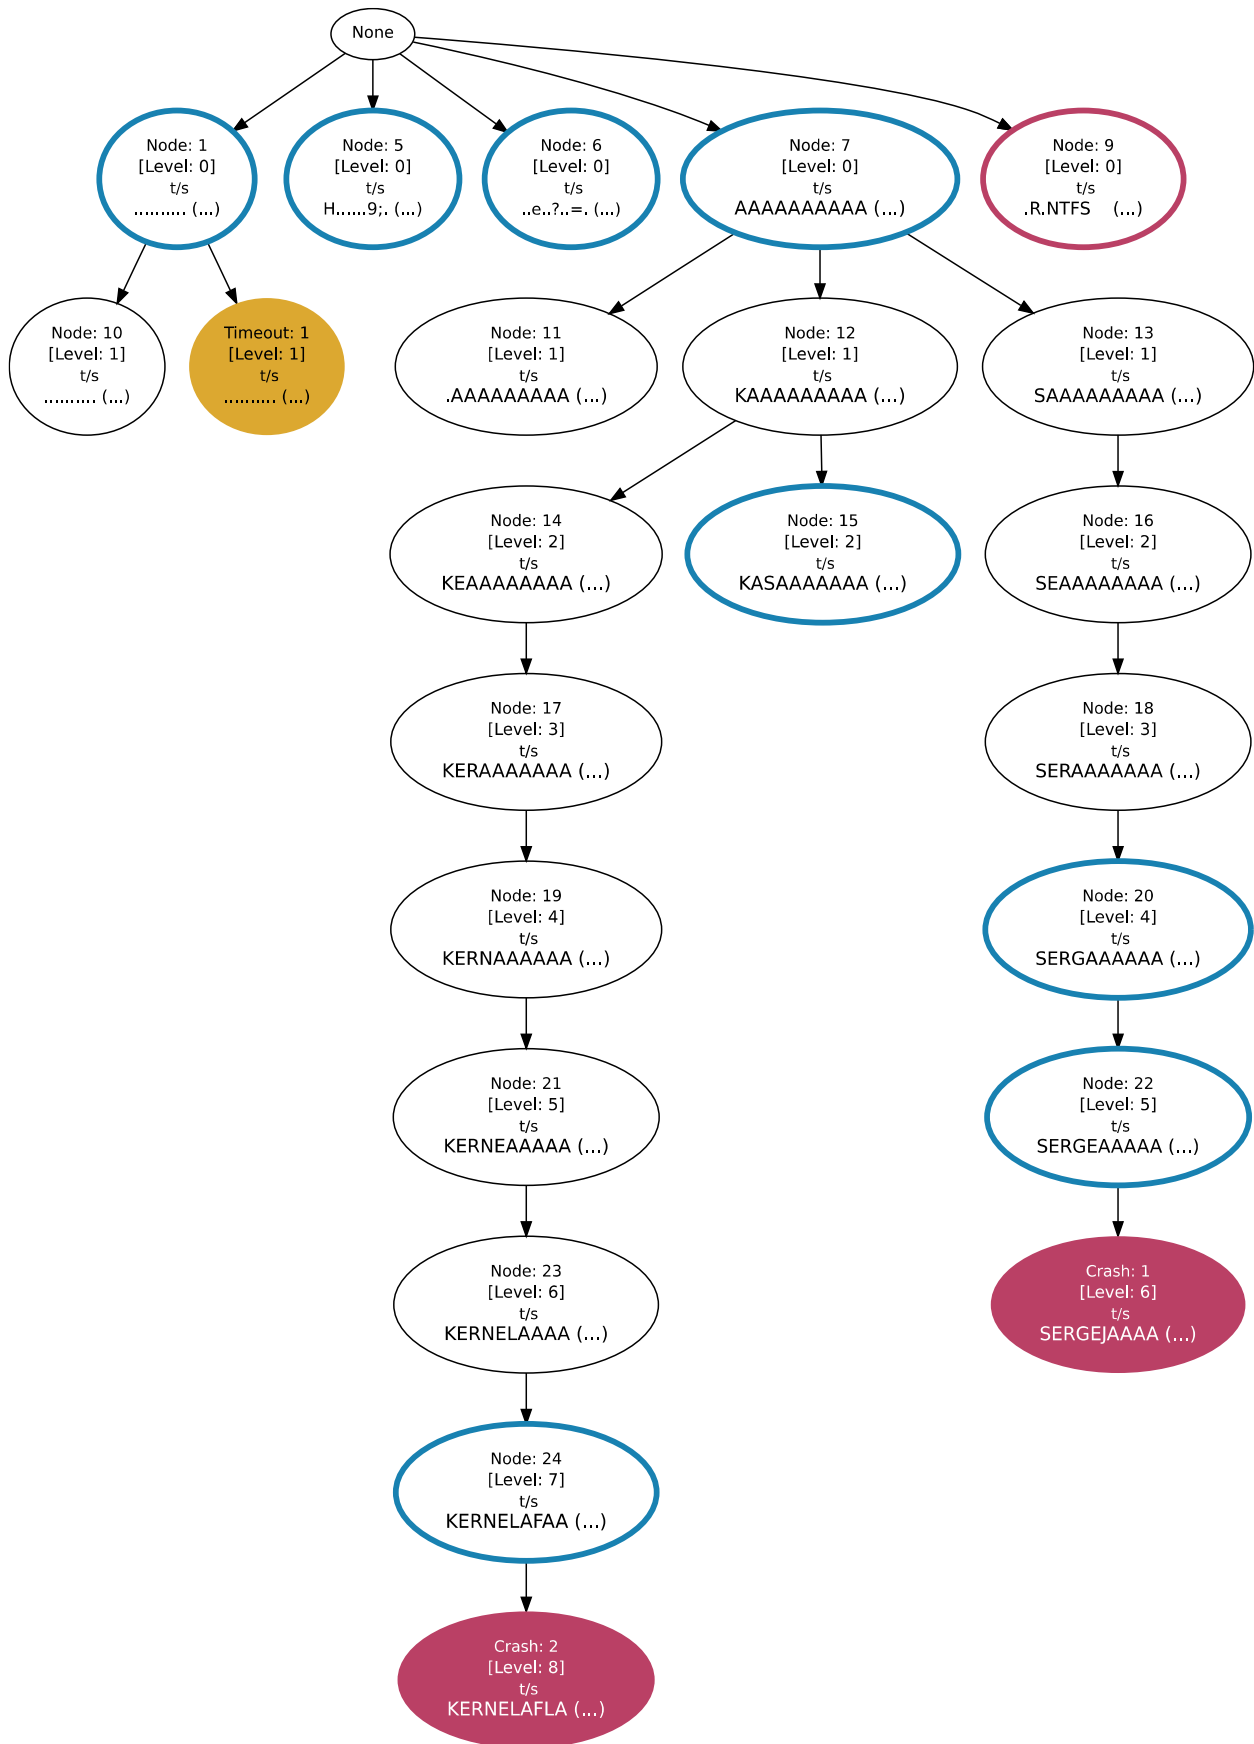 None
Node: 1
[Level: 0]
t/s
.......... (...)
Node: 5
[Level: 0]
t/s
H......9;. (...)
Node: 6
[Level: 0]
t/s
..e..?..=. (...)
Node: 7
[Level: 0]
t/s
AAAAAAAAAA (...)
Node: 9
[Level: 0]
t/s
.R.NTFS    (...)
Node: 10
[Level: 1]
t/s
.......... (...)
Timeout: 1
[Level: 1]
t/s
.......... (...)
Node: 11
[Level: 1]
t/s
.AAAAAAAAA (...)
Node: 12
[Level: 1]
t/s
KAAAAAAAAA (...)
Node: 13
[Level: 1]
t/s
SAAAAAAAAA (...)
Node: 14
[Level: 2]
t/s
KEAAAAAAAA (...)
Node: 15
[Level: 2]
t/s
KASAAAAAAA (...)
Node: 16
[Level: 2]
t/s
SEAAAAAAAA (...)
Node: 17
[Level: 3]
t/s
KERAAAAAAA (...)
Node: 18
[Level: 3]
t/s
SERAAAAAAA (...)
Node: 19
[Level: 4]
t/s
KERNAAAAAA (...)
Node: 20
[Level: 4]
t/s
SERGAAAAAA (...)
Node: 21
[Level: 5]
t/s
KERNEAAAAA (...)
Node: 22
[Level: 5]
t/s
SERGEAAAAA (...)
Node: 23
[Level: 6]
t/s
KERNELAAAA (...)
Crash: 1
[Level: 6]
t/s
SERGEJAAAA (...)
Node: 24
[Level: 7]
t/s
KERNELAFAA (...)
Crash: 2
[Level: 8]
t/s
KERNELAFLA (...)